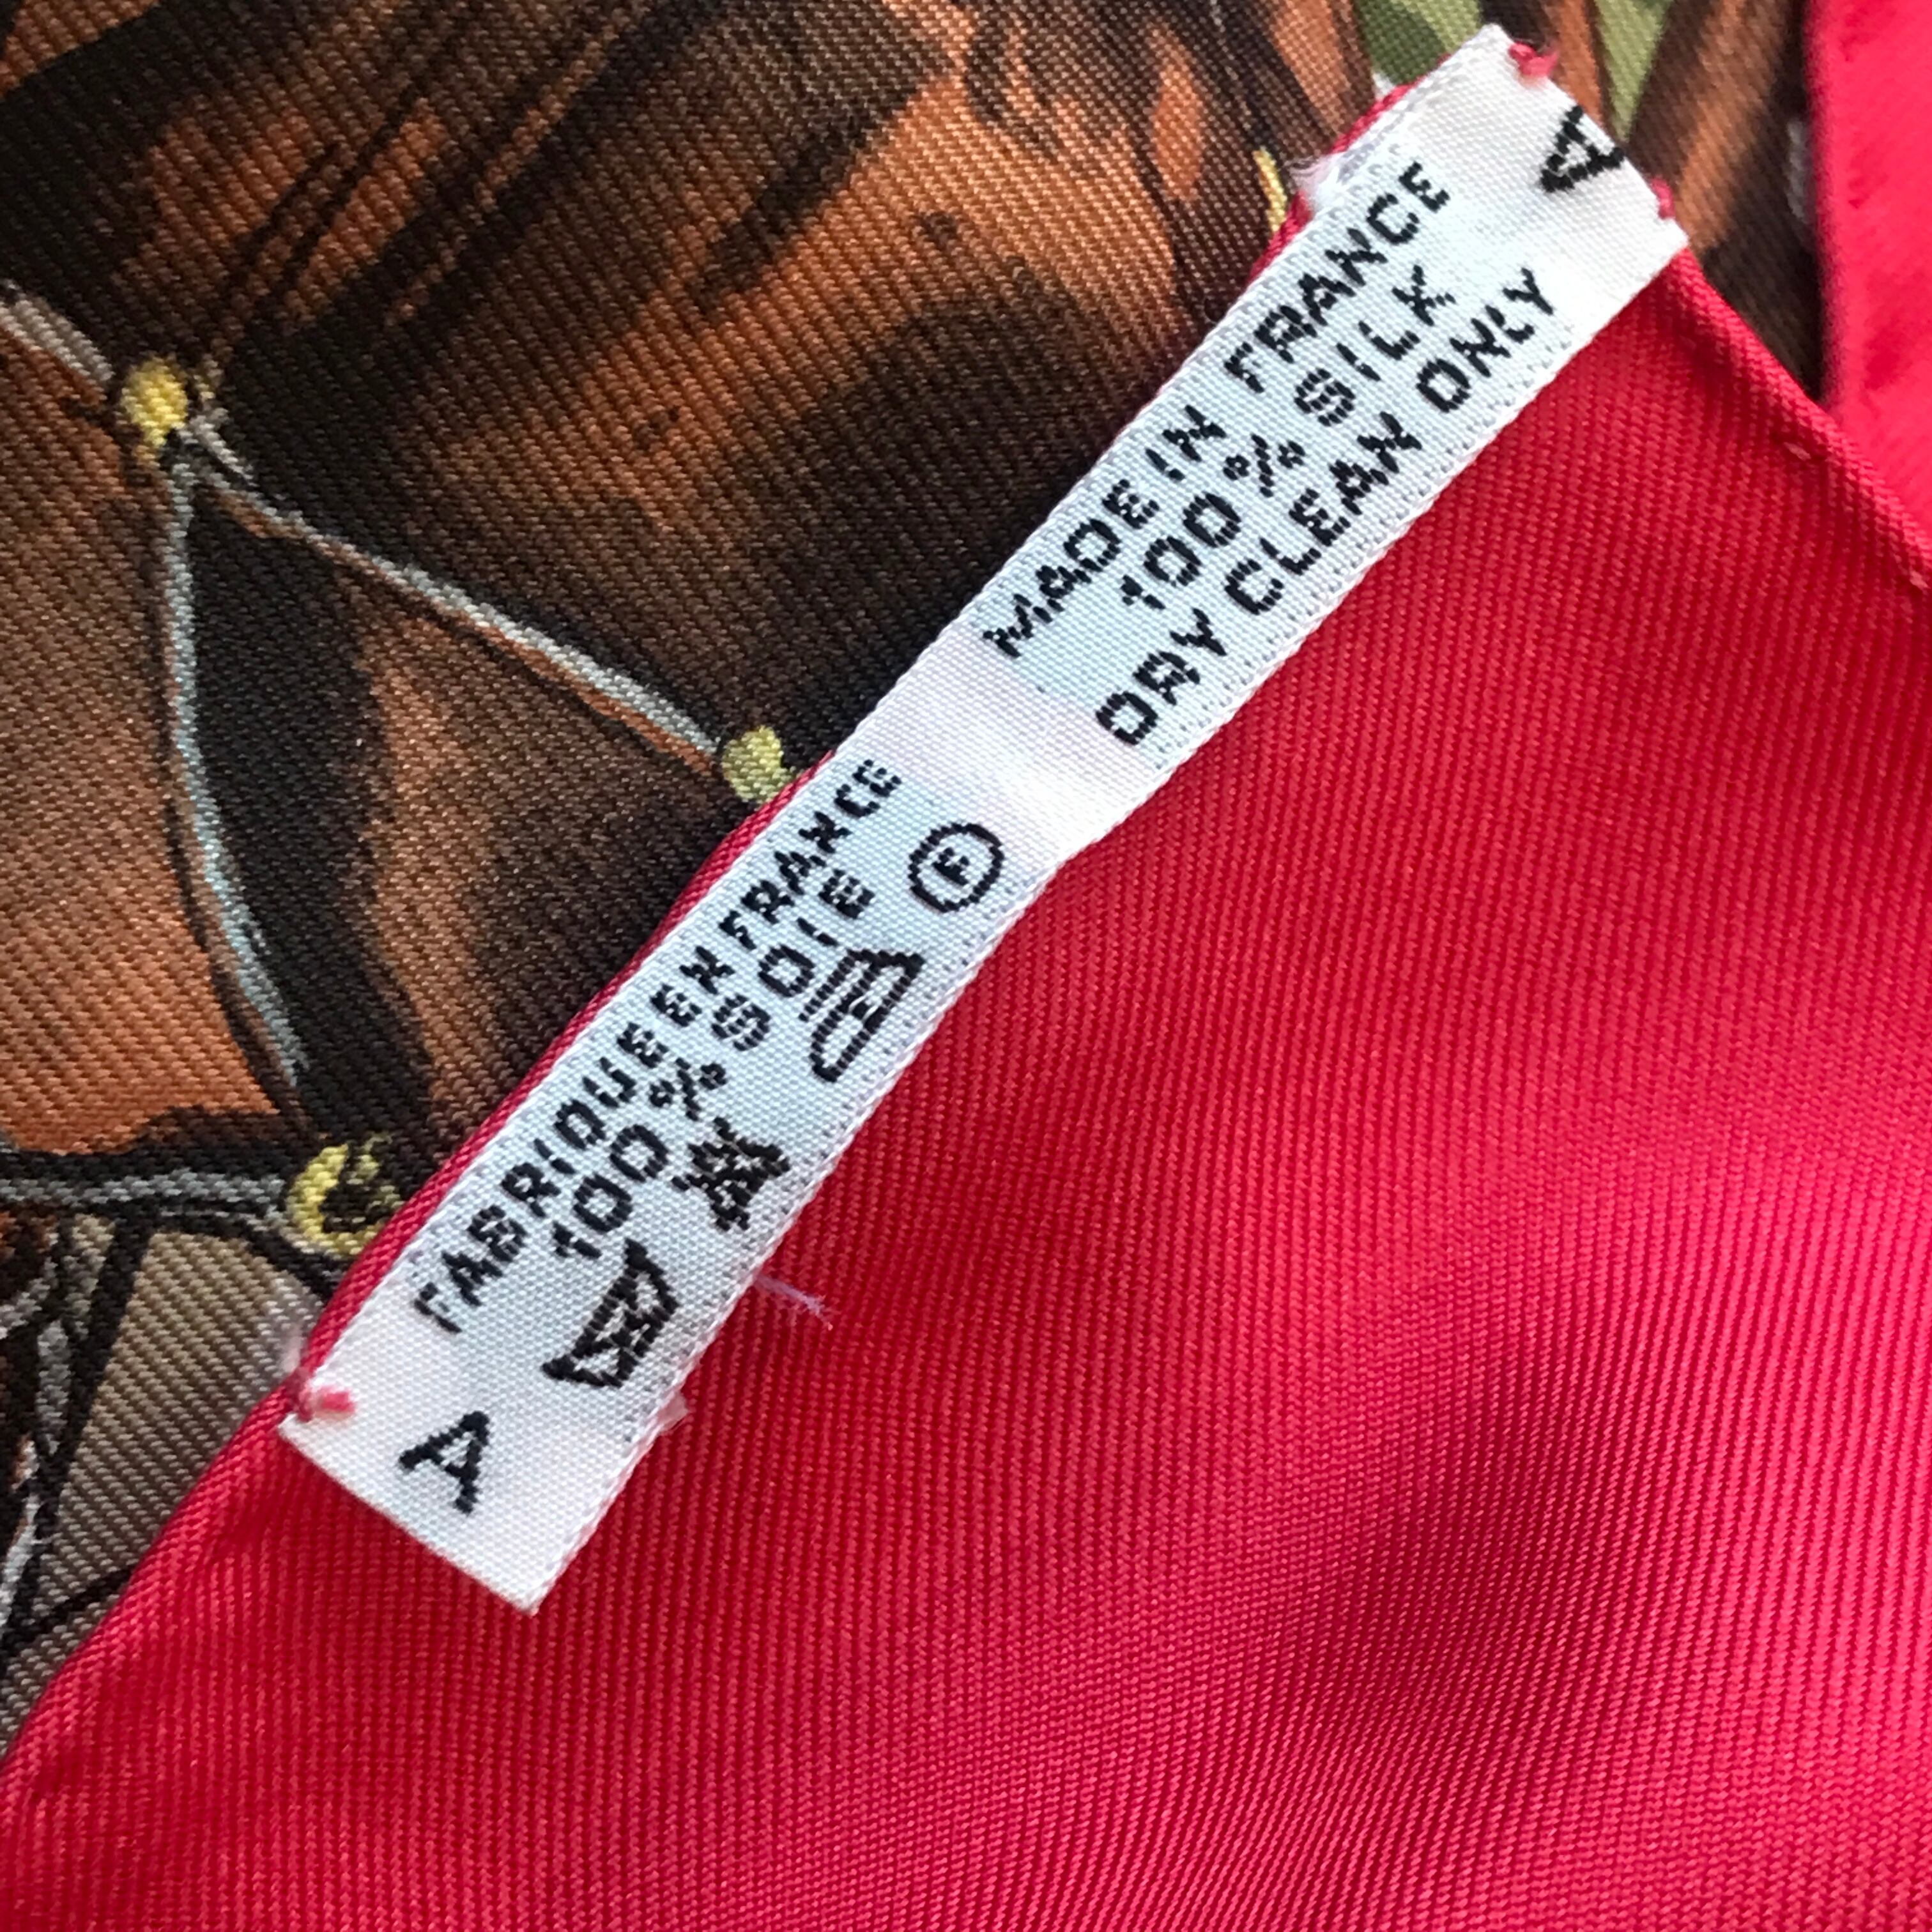 A
FABRIQUE EN FRANCE
100% SOIE
F
MADE IN FRANCE
100% SILK
DRY CLEAN ONLY
A